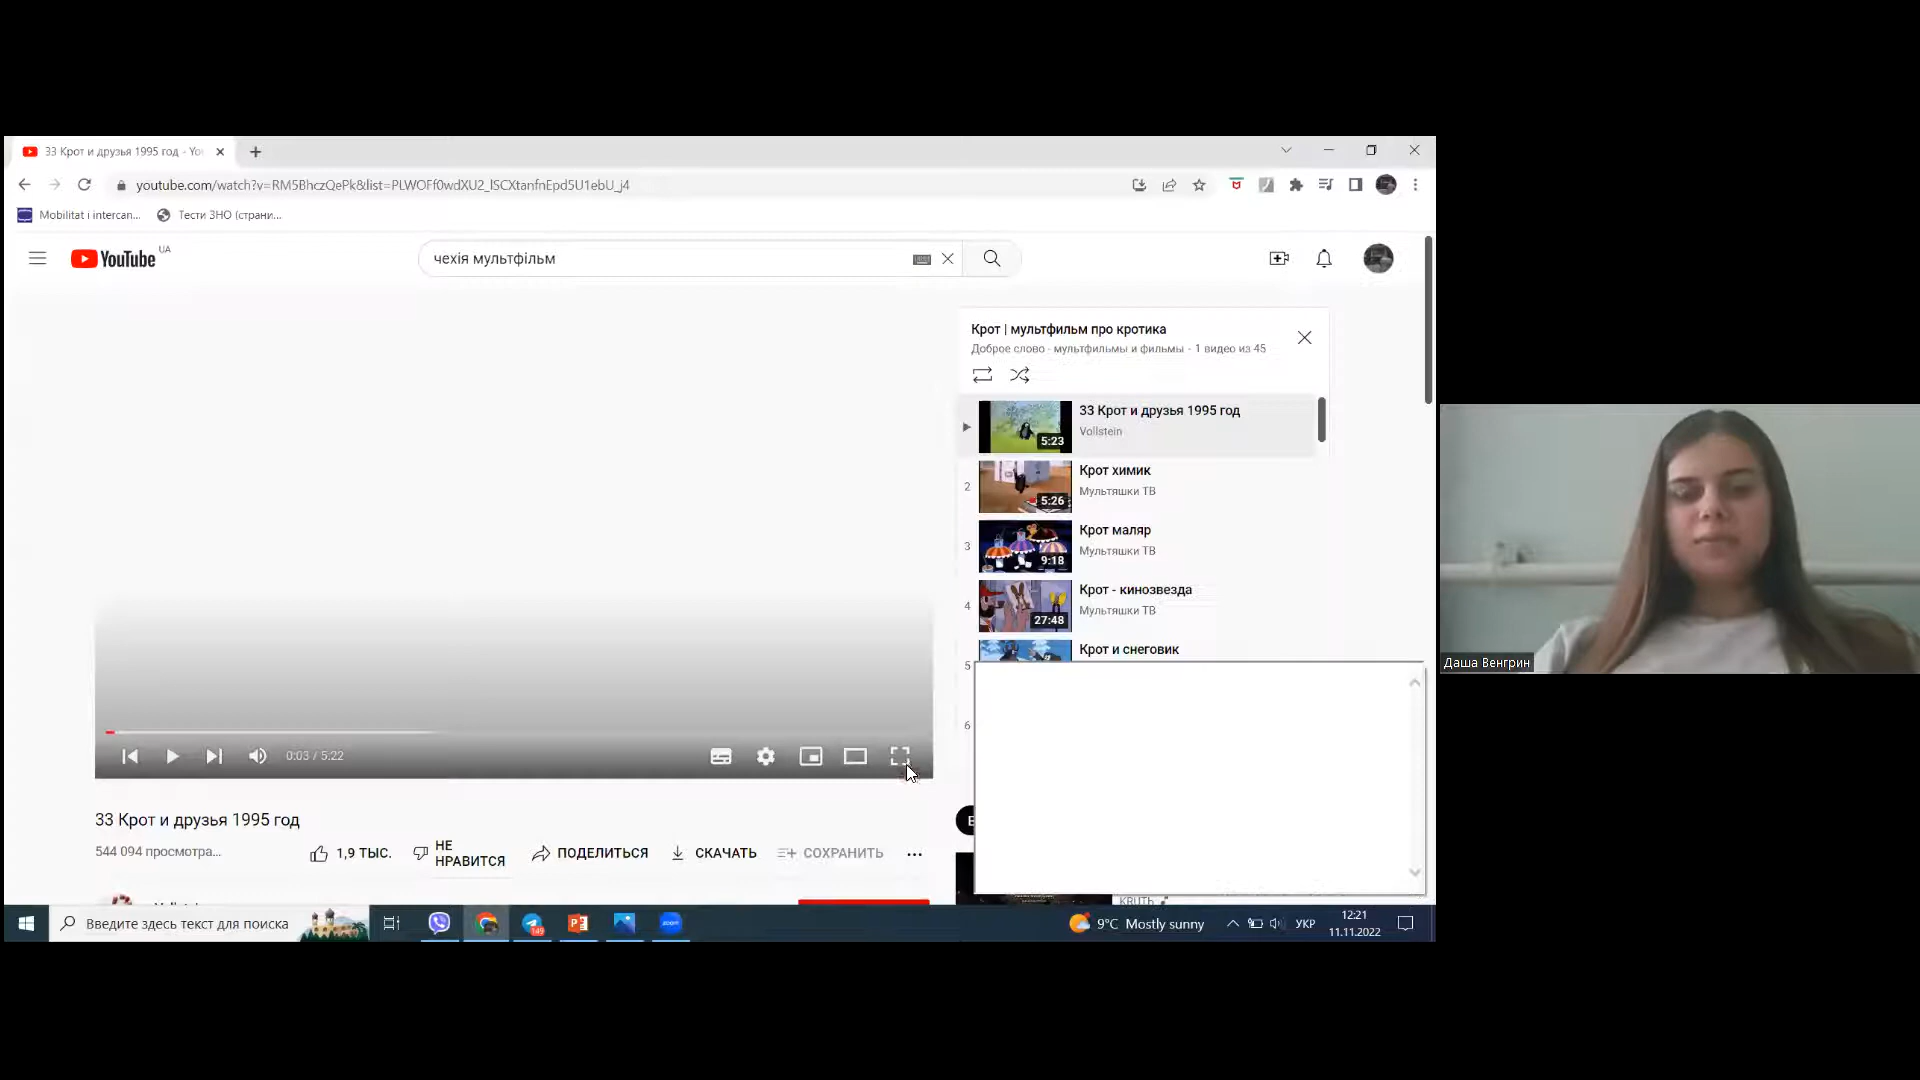 33 Крот и друзья 1995 год - You
youtube.com/watch?v=RM5BhczQePk&list=PLWOFf0wdXU2_lSCXtanfnEpd5U1ebU_j4
Mobilitat i intercan...
Тести ЗНО (страни...
YouTube
UA
чехія мультфільм
Крот | мультфильм про кротика
Доброе слово - мультфильмы и фильмы - 1 видео из 45
33 Крот и друзья 1995 год
Vollstein
5:23
2
Крот химик
Мультяшки ТВ
5:26
3
Крот маляр
Мультяшки ТВ
9:18
4
Крот - кинозвезда
Мультяшки ТВ
27:48
5
Крот и снеговик
6
0:03 / 5:22
33 Крот и друзья 1995 год
544 094 просмотра...
1,9 ТЫС.
НЕ
НРАВИТСЯ
ПОДЕЛИТЬСЯ
СКАЧАТЬ
СОХРАНИТЬ
Даша Венгрин
Введите здесь текст для поиска
149
zoom
9°C Mostly sunny
УКР
12:21
11.11.2022